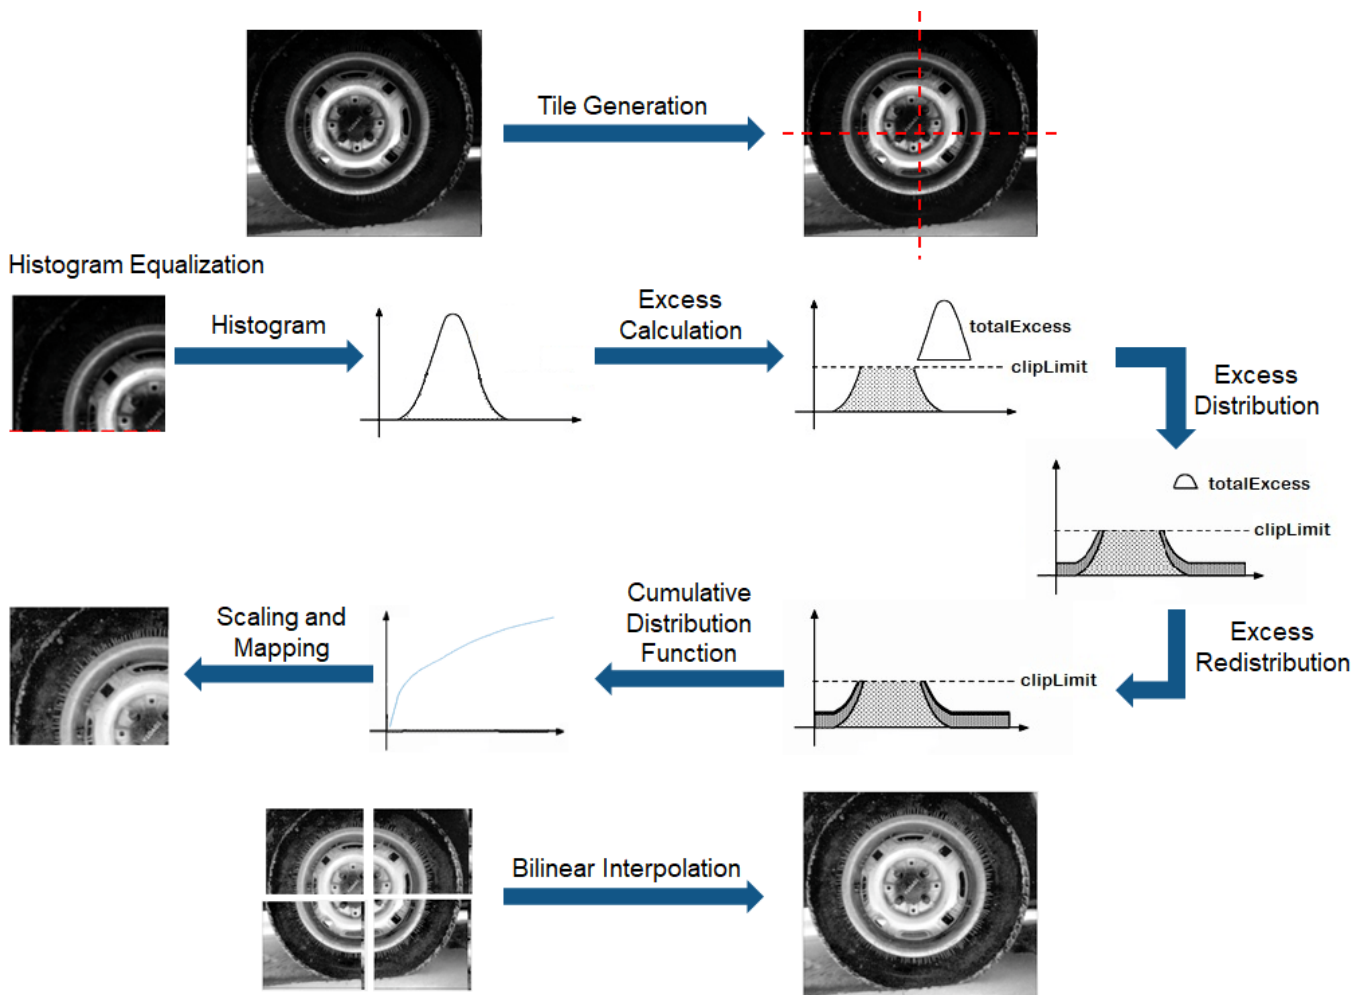 Tile Generation
Histogram Equalization
Histogram
Excess
Calculation
totalExcess
clipLimit
Excess
Distribution
totalExcess
clipLimit
Excess
Redistribution
clipLimit
Cumulative
Distribution
Function
Scaling and
Mapping
Bilinear Interpolation